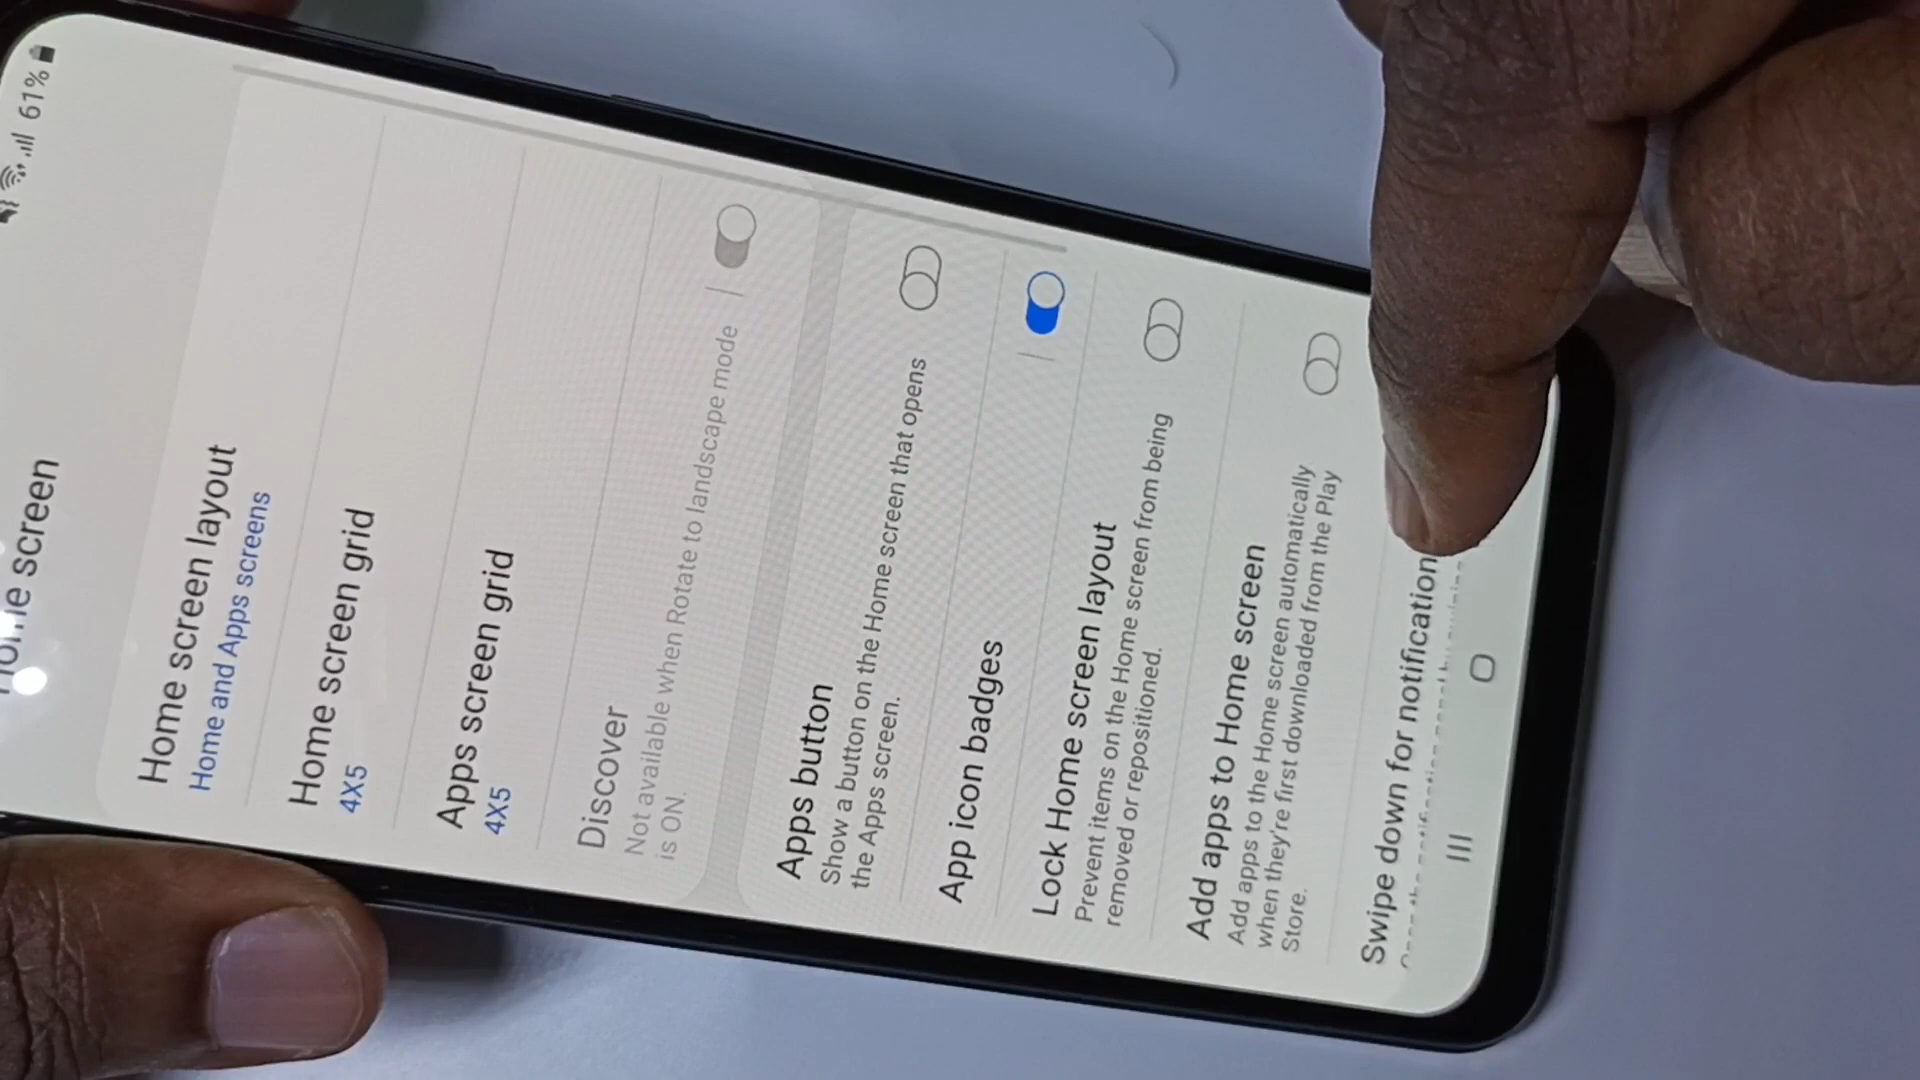 61%
screen
Home screen layout
Home and Apps screens
Home screen grid
4X5
Apps screen grid
4X5
Discover
Not available when Rotate to landscape mode
is ON.
Apps button
Show a button on the Home screen that opens
the Apps screen.
App icon badges
Lock Home screen layout
Prevent items on the Home screen from being
removed or repositioned.
Add apps to Home screen
Add apps to the Home screen automatically
when they're first downloaded from the Play
Store.
Swipe down for notification